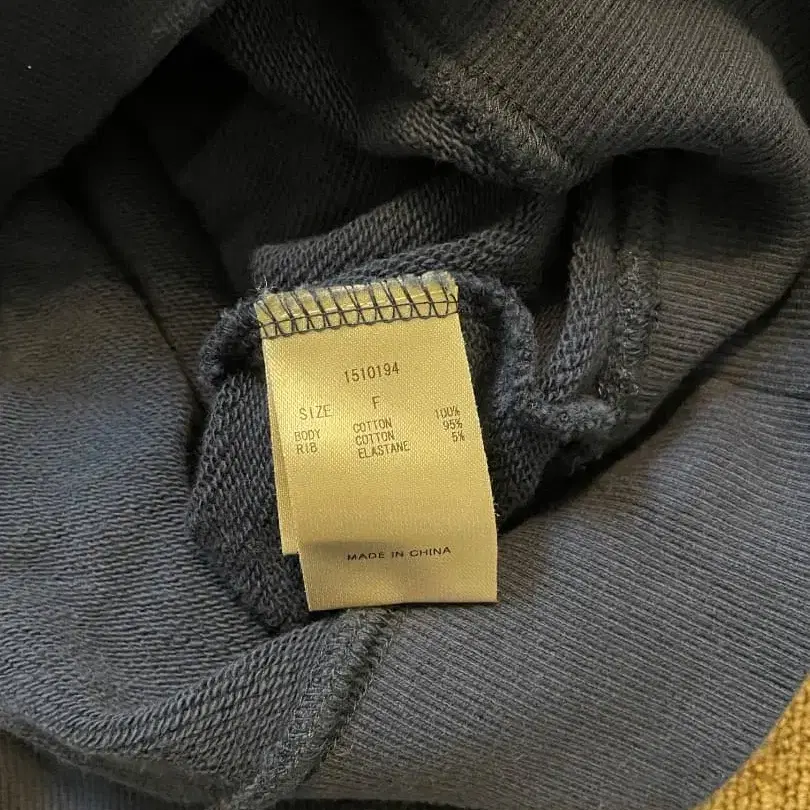 1510194
SIZE F
BODY COTTON 100%
RIB COTTON 95%
ELASTANE 5%
MADE IN CHINA